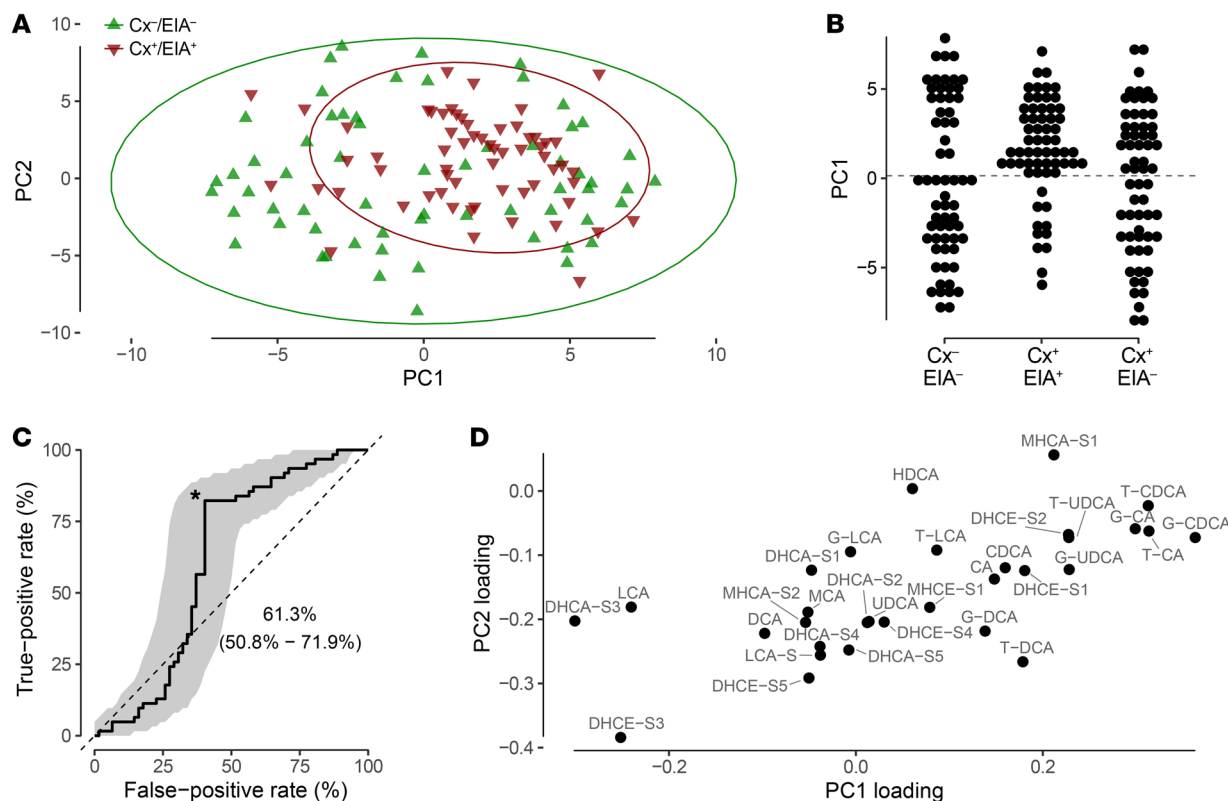 A
Cx−/EIA−
Cx+/EIA+
10
5
0
−5
−10
PC2
−10
−5
0
5
10
PC1
B
5
0
−5
PC1
Cx−
EIA−
Cx+
EIA+
Cx+
EIA−
C
100
75
50
25
0
True−positive rate (%)
*
61.3%
(50.8% − 71.9%)
0
25
50
75
100
False−positive rate (%)
D
0.0
−0.1
−0.2
−0.3
−0.4
PC2 loading
MHCA−S1
HDCA
T−UDCA
T−CDCA
DHCE−S2
G−CA
G−CDCA
G−LCA
T−LCA
DHCA−S1
CDCA
G−UDCA
T−CA
CA
DHCE−S1
LCA
DHCA−S3
MHCA−S2
DHCA−S2
MCA
UDCA
MHCE−S1
DCA
DHCA−S4
DHCE−S4
G−DCA
LCA−S
DHCA−S5
T−DCA
DHCE−S5
DHCE−S3
−0.2
0.0
0.2
PC1 loading